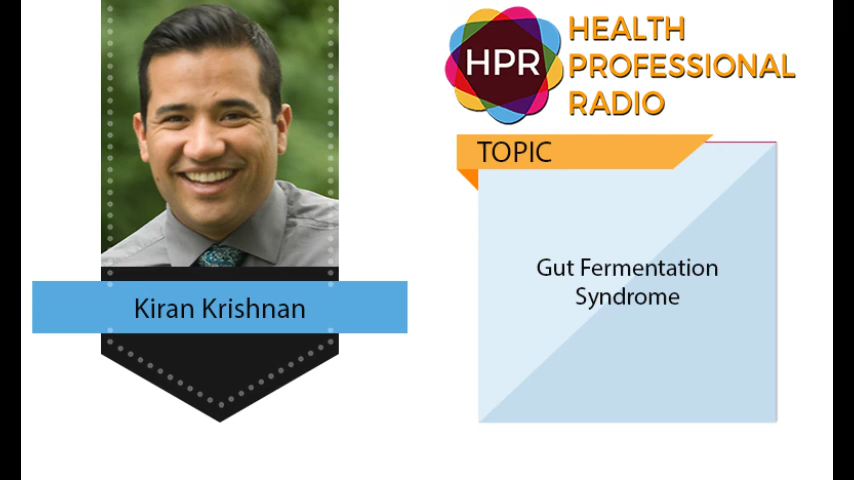 Kiran Krishnan
HPR
HEALTH
PROFESSIONAL
RADIO
TOPIC
Gut Fermentation
Syndrome